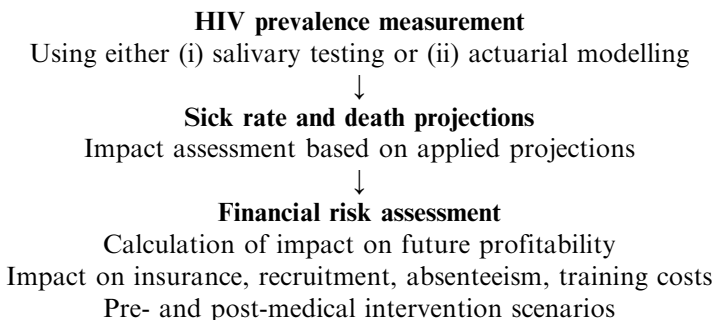 HIV prevalence measurement
Using either (i) salivary testing or (ii) actuarial modelling
↓
Sick rate and death projections
Impact assessment based on applied projections
↓
Financial risk assessment
Calculation of impact on future profitability
Impact on insurance, recruitment, absenteeism, training costs
Pre- and post-medical intervention scenarios